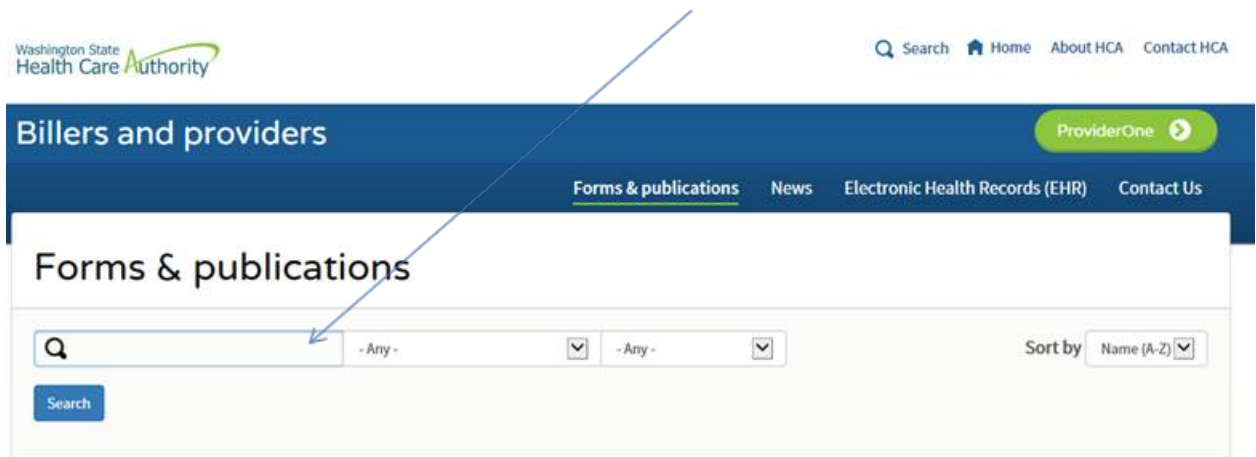 Washington State
Health Care Authority
Search Home About HCA Contact HCA
Billers and providers
ProviderOne
Forms & publications News Electronic Health Records (EHR) Contact Us
Forms & publications
- Any - - Any - Sort by Name (A-Z)
Search